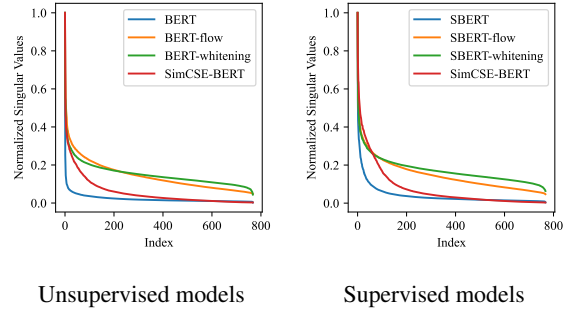 BERT
BERT-flow
BERT-whitening
SimCSE-BERT
Normalized Singular Values
1.0
0.8
0.6
0.4
0.2
0.0
0
200
400
600
800
Index
Unsupervised models
SBERT
SBERT-flow
SBERT-whitening
SimCSE-BERT
Normalized Singular Values
1.0
0.8
0.6
0.4
0.2
0.0
0
200
400
600
800
Index
Supervised models